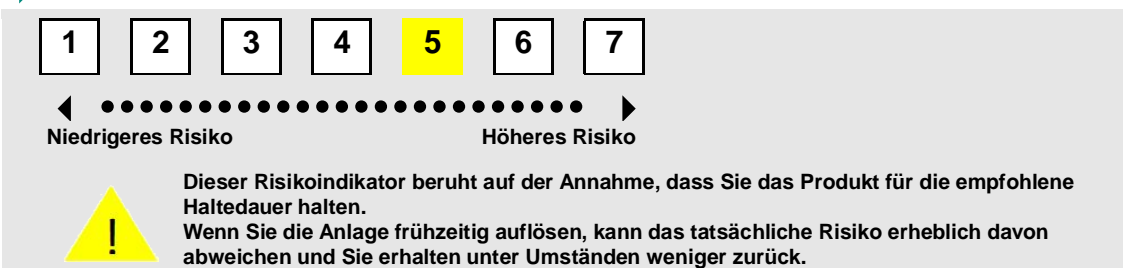 1 2 3 4 5 6 7
Niedrigeres Risiko Höheres Risiko
Dieser Risikoindikator beruht auf der Annahme, dass Sie das Produkt für die empfohlene
Haltedauer halten.
Wenn Sie die Anlage frühzeitig auflösen, kann das tatsächliche Risiko erheblich davon
abweichen und Sie erhalten unter Umständen weniger zurück.
!